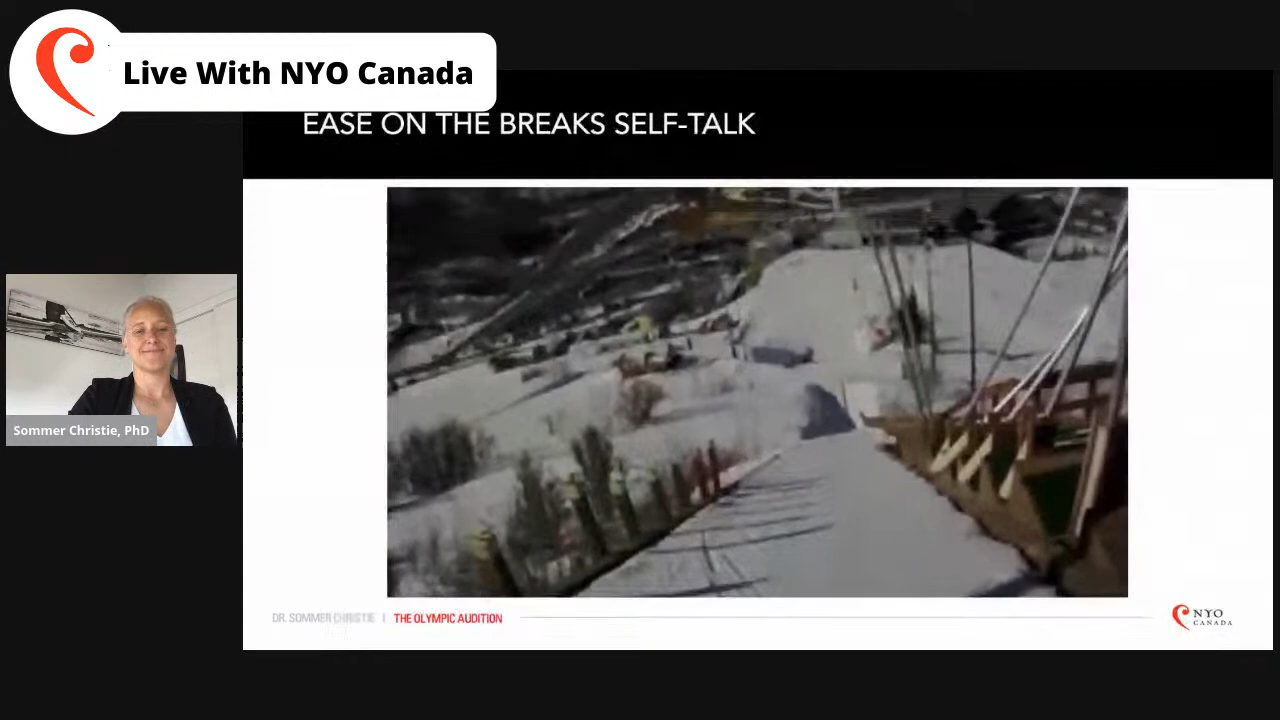 Live With NYO Canada
EASE ON THE BREAKS SELF-TALK
Sommer Christie, PhD
DR. SOMMER CHRISTIE | THE OLYMPIC AUDITION
NYO
CANADA